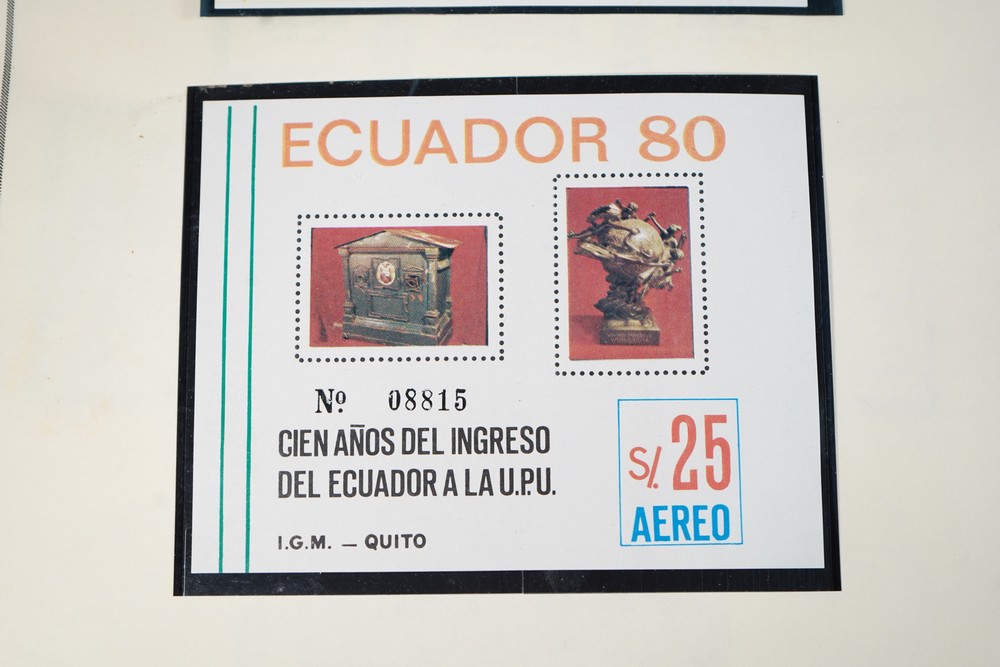 ECUADOR 80
Nº 08815
CIEN AÑOS DEL INGRESO
DEL ECUADOR A LA U.P.U.
I.G.M. — QUITO
S/. 25
AEREO